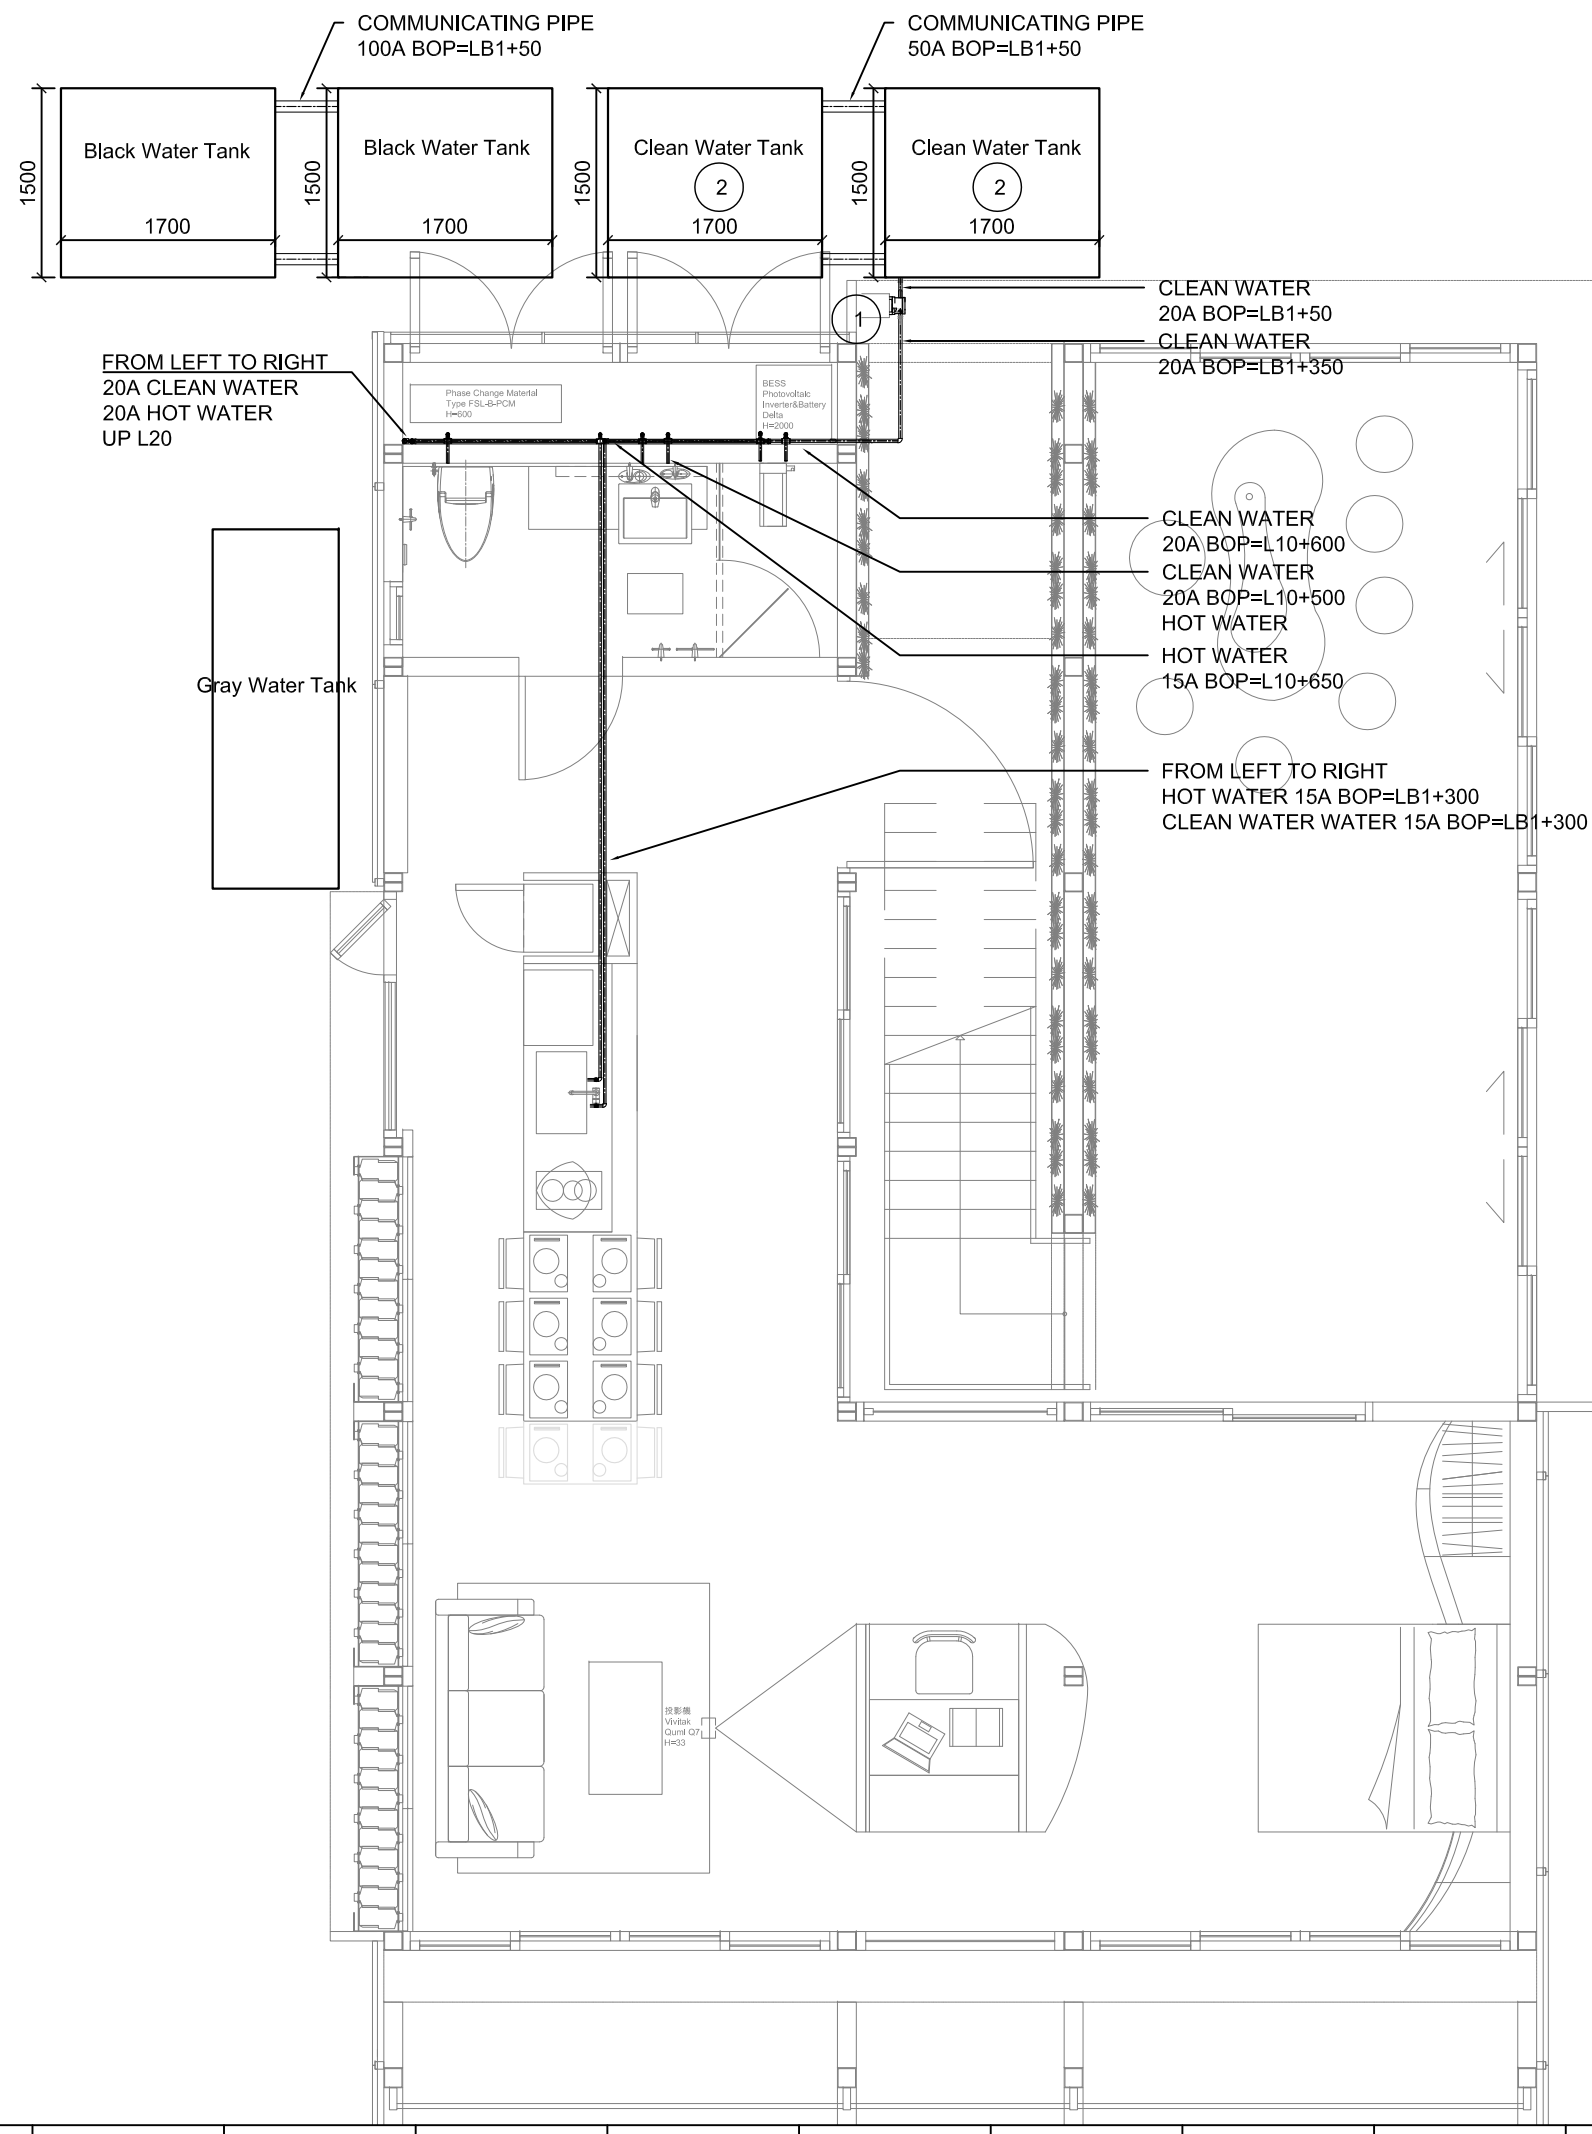 COMMUNICATING PIPE
100A BOP=LB1+50
COMMUNICATING PIPE
50A BOP=LB1+50
1500
Black Water Tank
1700
1500
Black Water Tank
1700
1500
Clean Water Tank
2
1700
1500
Clean Water Tank
2
1700
CLEAN WATER
20A BOP=LB1+50
1
CLEAN WATER
20A BOP=LB1+350
FROM LEFT TO RIGHT
20A CLEAN WATER
20A HOT WATER
UP L20
Phase Change Material
Type FSL-B-PCM
H=600
BESS
Photovoltaic
Inverter&Battery
Delta
H=2000
CLEAN WATER
20A BOP=L10+600
CLEAN WATER
20A BOP=L10+500
HOT WATER
HOT WATER
15A BOP=L10+650
Gray Water Tank
FROM LEFT TO RIGHT
HOT WATER 15A BOP=LB1+300
CLEAN WATER WATER 15A BOP=LB1+300
投影機
Vivitak
Qumi Q7
H=33